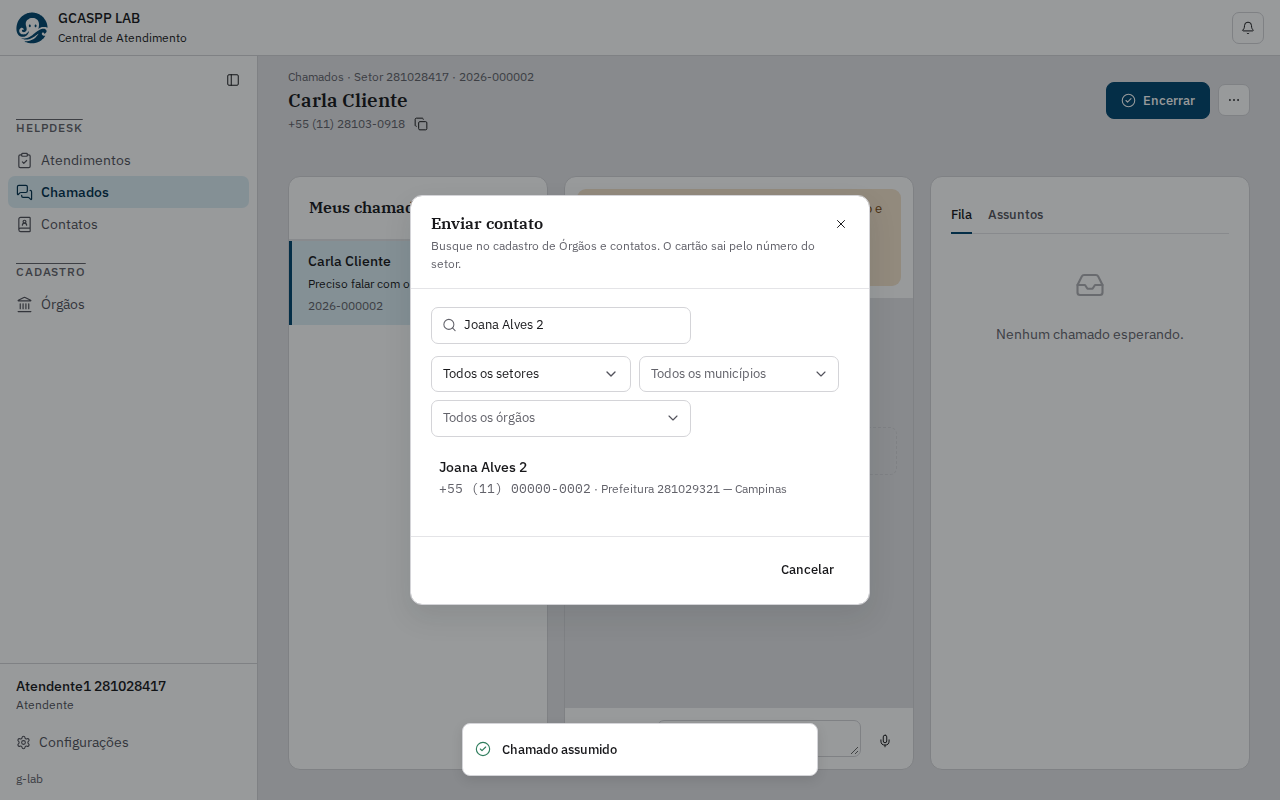 GCASPP LAB
Central de Atendimento
HELPDESK
Atendimentos
Chamados
Contatos
CADASTRO
Órgãos
Atendente1 281028417
Atendente
Configurações
g-lab
Chamados · Setor 281028417 · 2026-000002
Carla Cliente
+55 (11) 28103-0918
Encerrar
Meus chamad
Carla Cliente
Preciso falar com o
2026-000002
o e
Enviar contato
Busque no cadastro de Órgãos e contatos. O cartão sai pelo número do
setor.
Joana Alves 2
Todos os setores
Todos os municípios
Todos os órgãos
Joana Alves 2
+55 (11) 00000-0002 · Prefeitura 281029321 — Campinas
Cancelar
Fila
Assuntos
Nenhum chamado esperando.
Chamado assumido